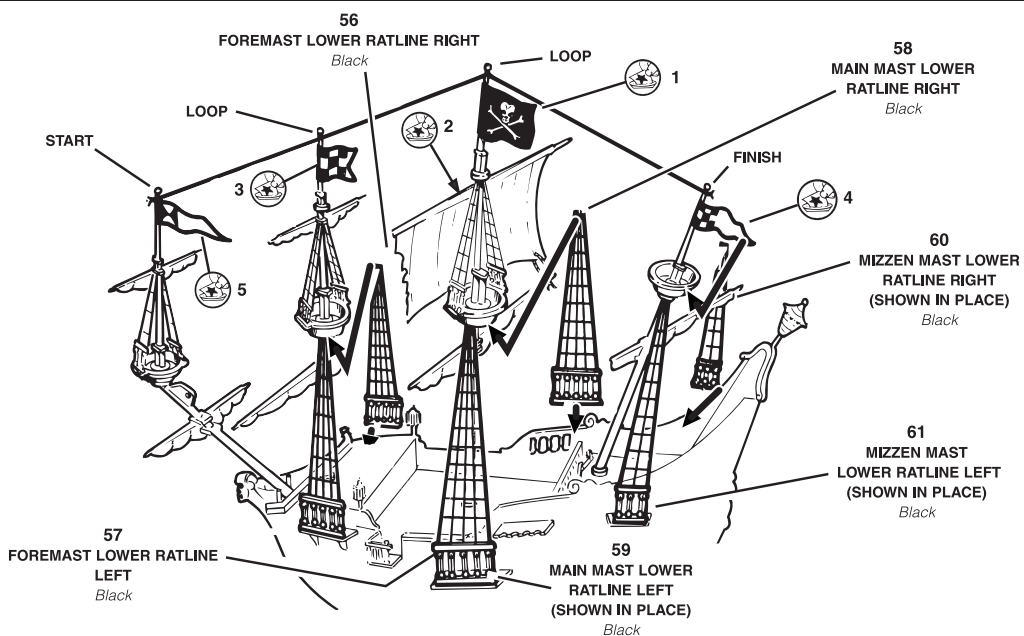 56
FOREMAST LOWER RATLINE RIGHT
Black
58
MAIN MAST LOWER
RATLINE RIGHT
Black
LOOP
1
LOOP
2
START
FINISH
3
4
5
60
MIZZEN MAST LOWER
RATLINE RIGHT
(SHOWN IN PLACE)
Black
61
MIZZEN MAST
LOWER RATLINE LEFT
(SHOWN IN PLACE)
Black
57
FOREMAST LOWER RATLINE
LEFT
Black
59
MAIN MAST LOWER
RATLINE LEFT
(SHOWN IN PLACE)
Black